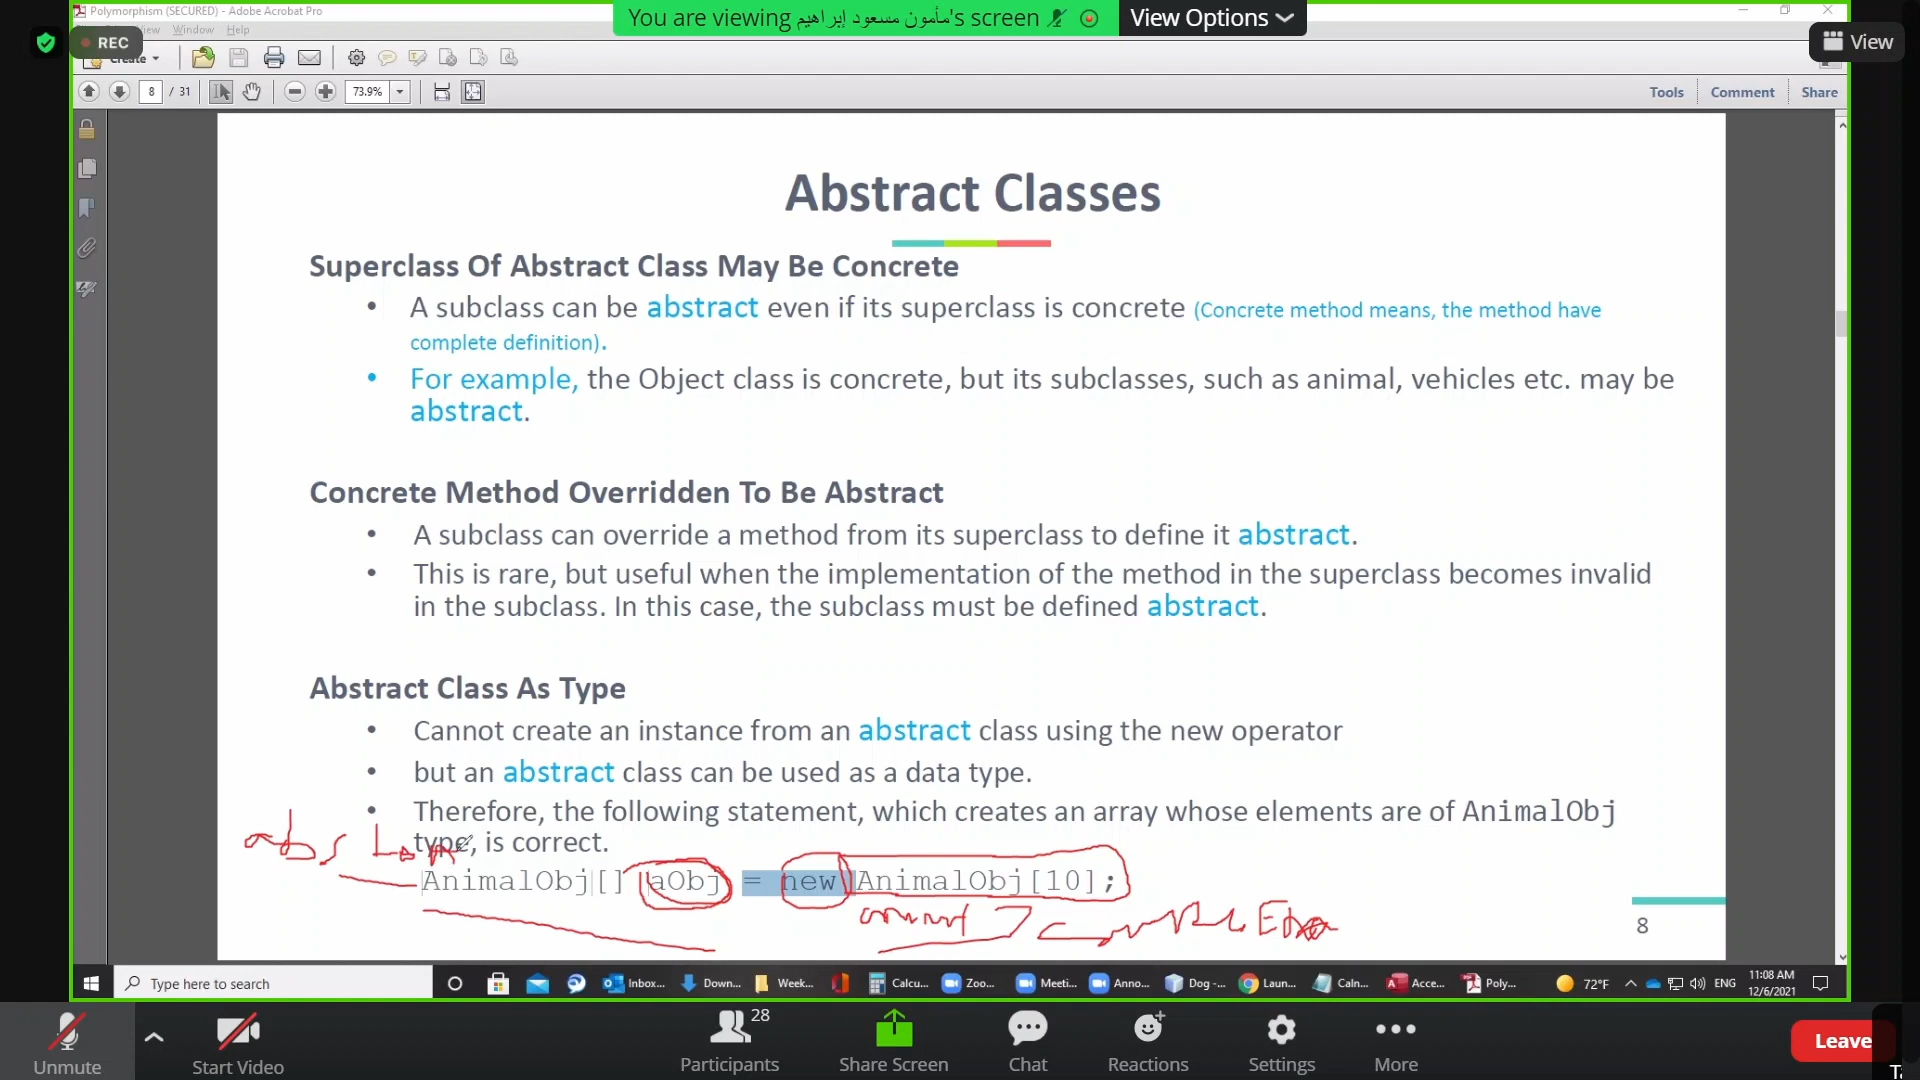 Polymorphism (SECURED) - Adobe Acrobat Pro
You are viewing مأمون مسعود إبراهيم's screen
View Options
View Window Help
REC
View
Create
8 / 31
73.9%
Tools Comment Share
Abstract Classes
Superclass Of Abstract Class May Be Concrete
• A subclass can be abstract even if its superclass is concrete (Concrete method means, the method have
complete definition).
• For example, the Object class is concrete, but its subclasses, such as animal, vehicles etc. may be
abstract.
Concrete Method Overridden To Be Abstract
• A subclass can override a method from its superclass to define it abstract.
• This is rare, but useful when the implementation of the method in the superclass becomes invalid
in the subclass. In this case, the subclass must be defined abstract.
Abstract Class As Type
• Cannot create an instance from an abstract class using the new operator
• but an abstract class can be used as a data type.
• Therefore, the following statement, which creates an array whose elements are of AnimalObj
type, is correct.
AnimalObj[] aObj = new AnimalObj[10];
8
Type here to search
Inbox...
Down...
Week...
Calcu...
Zoo...
Meeti...
Anno...
Dog -...
Laun...
Caln...
Acce...
Poly...
72°F
ENG
11:08 AM
12/6/2021
Unmute
Start Video
28
Participants
Share Screen
Chat
Reactions
Settings
More
Leave